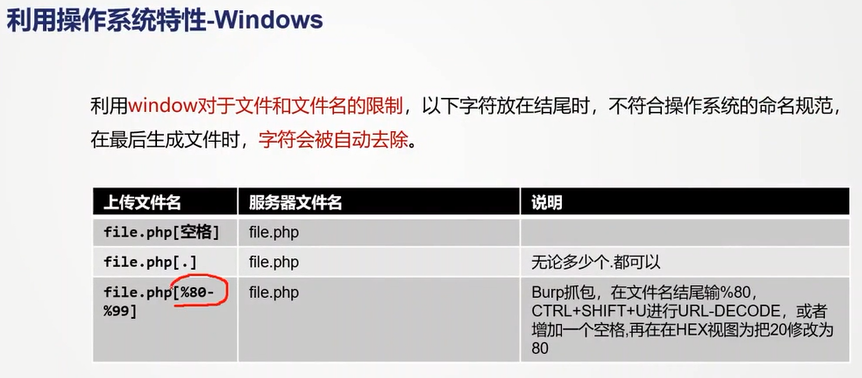 利用操作系统特性-Windows
利用window对于文件和文件名的限制，以下字符放在结尾时，不符合操作系统的命名规范，
在最后生成文件时，字符会被自动去除。
上传文件名 服务器文件名 说明
file.php[空格] file.php
file.php[.] file.php 无论多少个.都可以
file.php[%80- file.php Burp抓包，在文件名结尾输%80，
%99] CTRL+SHIFT+U进行URL-DECODE，或者
增加一个空格,再在在HEX视图为把20修改为
80